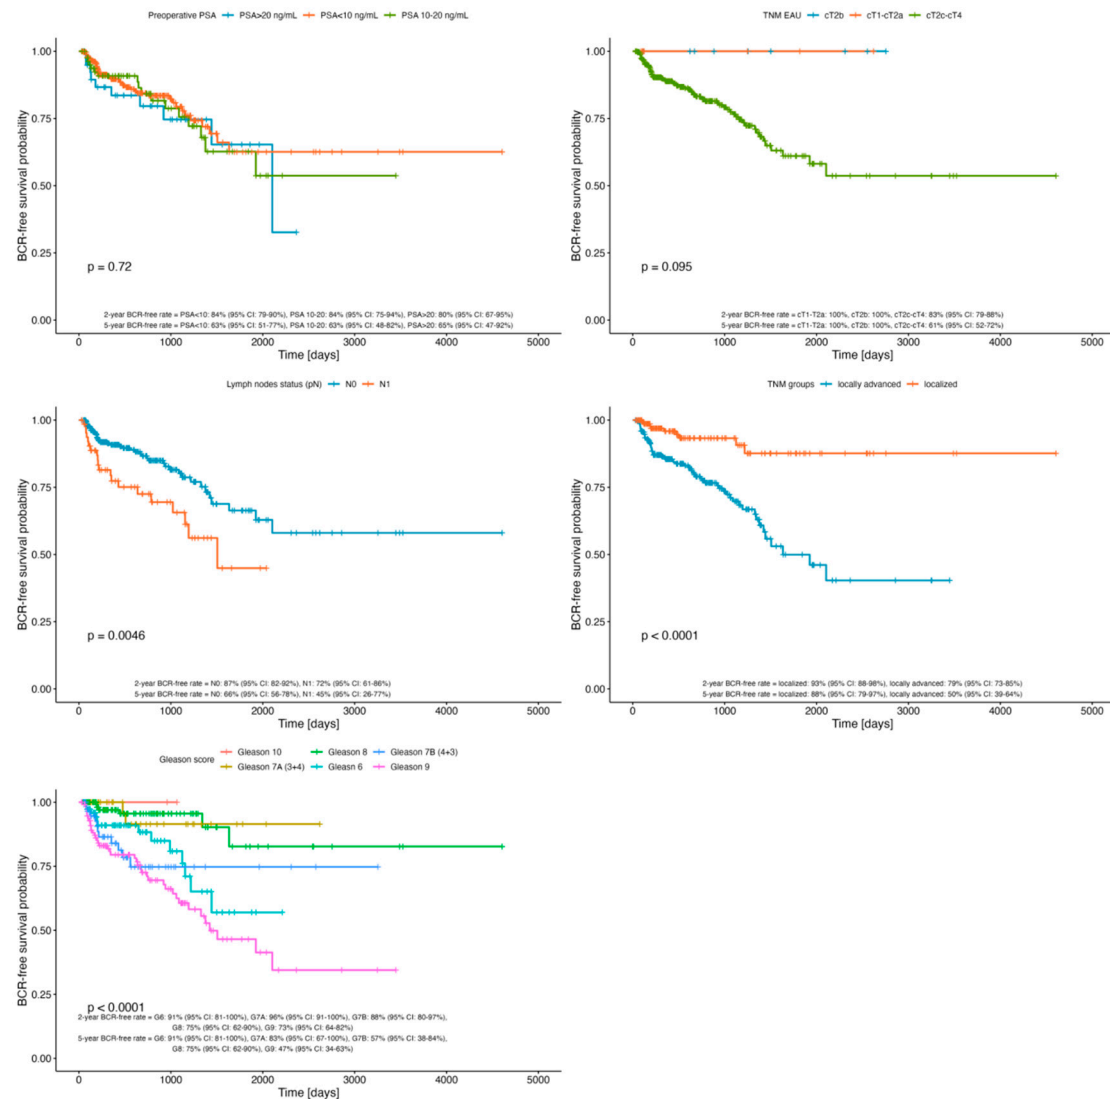 Preoperative PSA PSA>20 ng/mL PSA<10 ng/mL PSA 10-20 ng/mL
1.00
0.75
0.50
0.25
0.00
BCR-free survival probability
p = 0.72
2-year BCR-free rate = PSA<10: 84% (95% CI: 79-90%), PSA 10-20: 84% (95% CI: 75-94%), PSA>20: 80% (95% CI: 67-95%)
5-year BCR-free rate = PSA<10: 63% (95% CI: 51-77%), PSA 10-20: 63% (95% CI: 48-82%), PSA>20: 65% (95% CI: 47-92%)
0 1000 2000 3000 4000 5000
Time [days]
TNM EAU cT2b cT1-cT2a cT2c-cT4
1.00
0.75
0.50
0.25
0.00
BCR-free survival probability
p = 0.095
2-year BCR-free rate = cT1-T2a: 100%, cT2b: 100%, cT2c-cT4: 83% (95% CI: 79-88%)
5-year BCR-free rate = cT1-T2a: 100%, cT2b: 100%, cT2c-cT4: 61% (95% CI: 52-72%)
0 1000 2000 3000 4000 5000
Time [days]
Lymph nodes status (pN) N0 N1
1.00
0.75
0.50
0.25
0.00
BCR-free survival probability
p = 0.0046
2-year BCR-free rate = N0: 87% (95% CI: 82-92%), N1: 72% (95% CI: 61-86%)
5-year BCR-free rate = N0: 66% (95% CI: 56-78%), N1: 45% (95% CI: 26-77%)
0 1000 2000 3000 4000 5000
Time [days]
TNM groups locally advanced localized
1.00
0.75
0.50
0.25
0.00
BCR-free survival probability
p < 0.0001
2-year BCR-free rate = localized: 93% (95% CI: 88-98%), locally advanced: 79% (95% CI: 73-85%)
5-year BCR-free rate = localized: 88% (95% CI: 79-97%), locally advanced: 50% (95% CI: 39-64%)
0 1000 2000 3000 4000 5000
Time [days]
Gleason score
Gleason 10 Gleason 8 Gleason 7B (4+3)
Gleason 7A (3+4) Gleasn 6 Gleason 9
1.00
0.75
0.50
0.25
0.00
BCR-free survival probability
p < 0.0001
2-year BCR-free rate = G6: 91% (95% CI: 81-100%), G7A: 96% (95% CI: 91-100%), G7B: 88% (95% CI: 80-97%),
G8: 75% (95% CI: 62-90%), G9: 73% (95% CI: 64-82%)
5-year BCR-free rate = G6: 91% (95% CI: 81-100%), G7A: 83% (95% CI: 67-100%), G7B: 57% (95% CI: 38-84%),
G8: 75% (95% CI: 62-90%), G9: 47% (95% CI: 34-63%)
0 1000 2000 3000 4000 5000
Time [days]